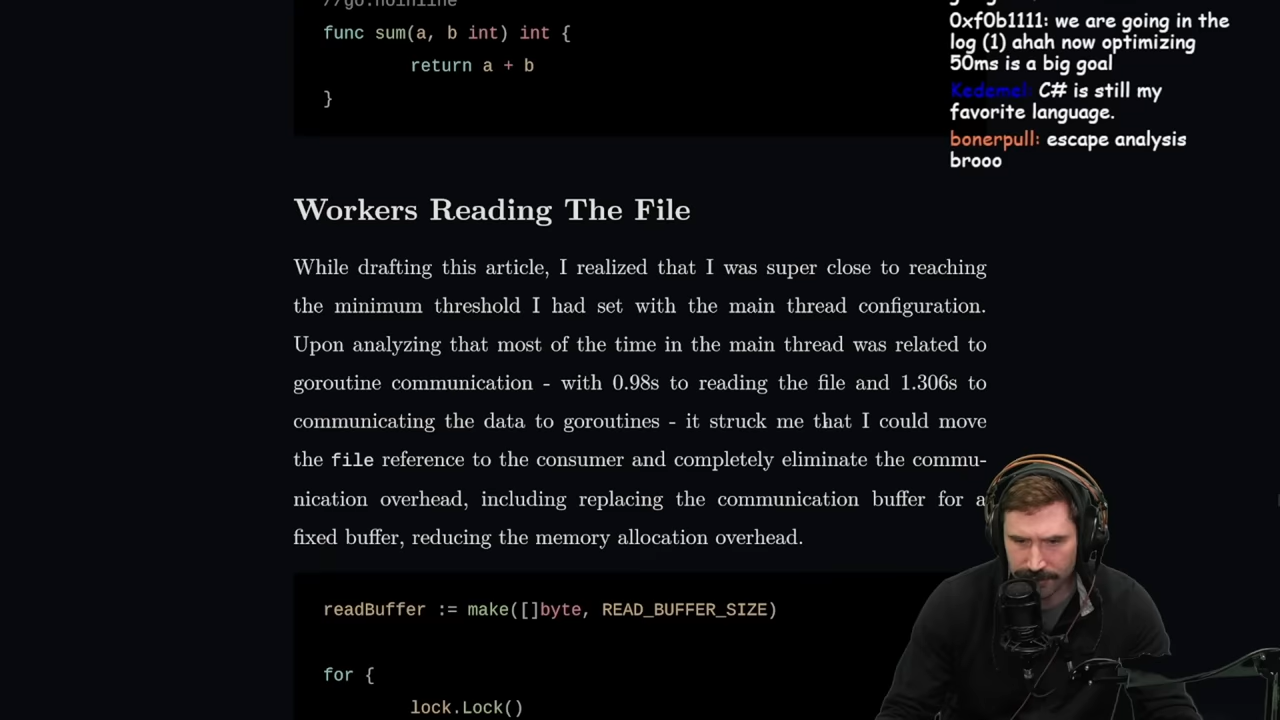 //go:noinline
func sum(a, b int) int {
return a + b
}
Workers Reading The File
While drafting this article, I realized that I was super close to reaching
the minimum threshold I had set with the main thread configuration.
Upon analyzing that most of the time in the main thread was related to
goroutine communication - with 0.98s to reading the file and 1.306s to
communicating the data to goroutines - it struck me that I could move
the file reference to the consumer and completely eliminate the commu-
nication overhead, including replacing the communication buffer for a
fixed buffer, reducing the memory allocation overhead.
readBuffer := make([]byte, READ_BUFFER_SIZE)
for {
lock.Lock()
0xf0b1111: we are going in the
log (1) ahah now optimizing
50ms is a big goal
Kedemel: C# is still my
favorite language.
bonerpull: escape analysis
brooo